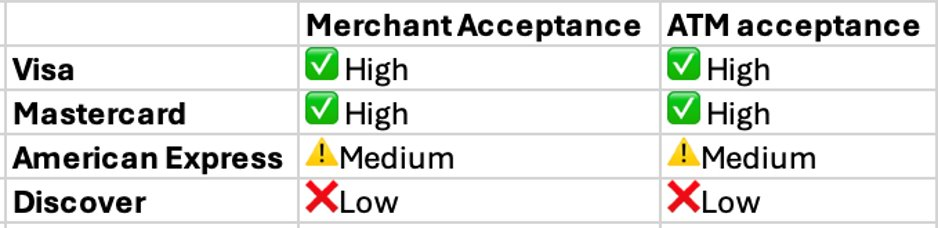 Merchant Acceptance ATM acceptance
Visa ✅ High ✅ High
Mastercard ✅ High ✅ High
American Express ⚠️Medium ⚠️Medium
Discover ❌Low ❌Low